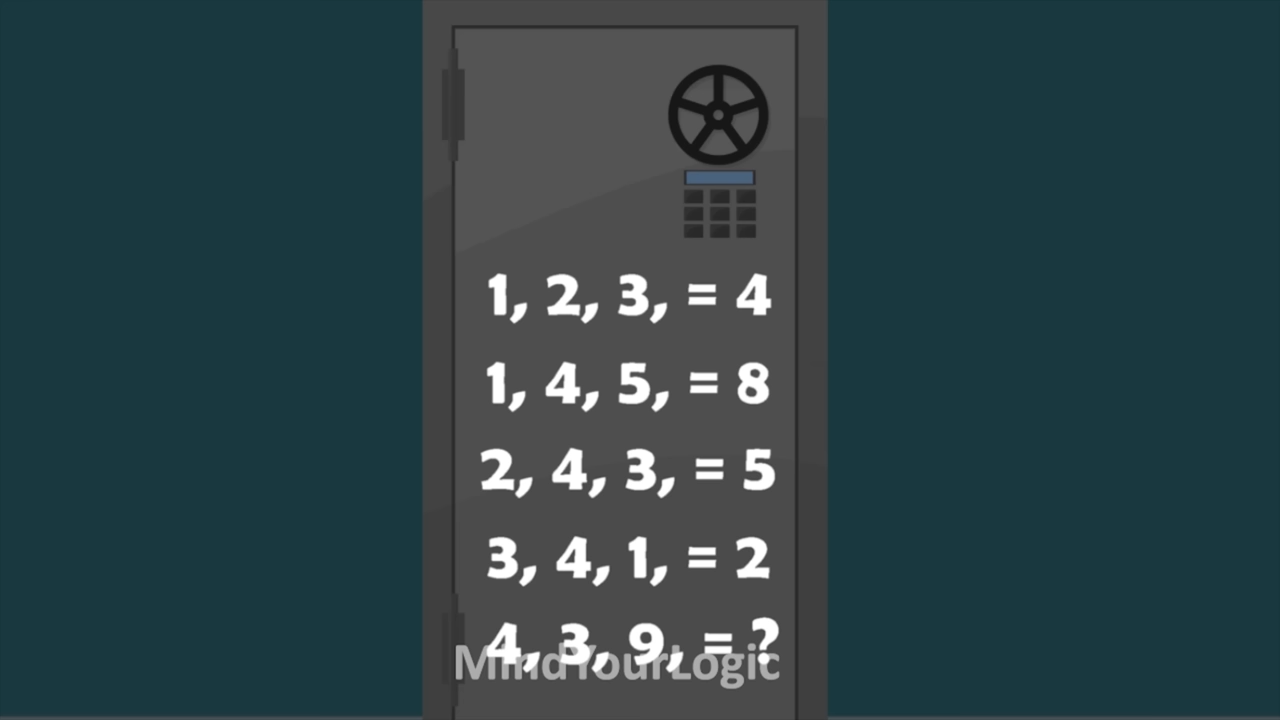 1, 2, 3, = 4
1, 4, 5, = 8
2, 4, 3, = 5
3, 4, 1, = 2
4, 3, 9, = ?
MindYourLogic